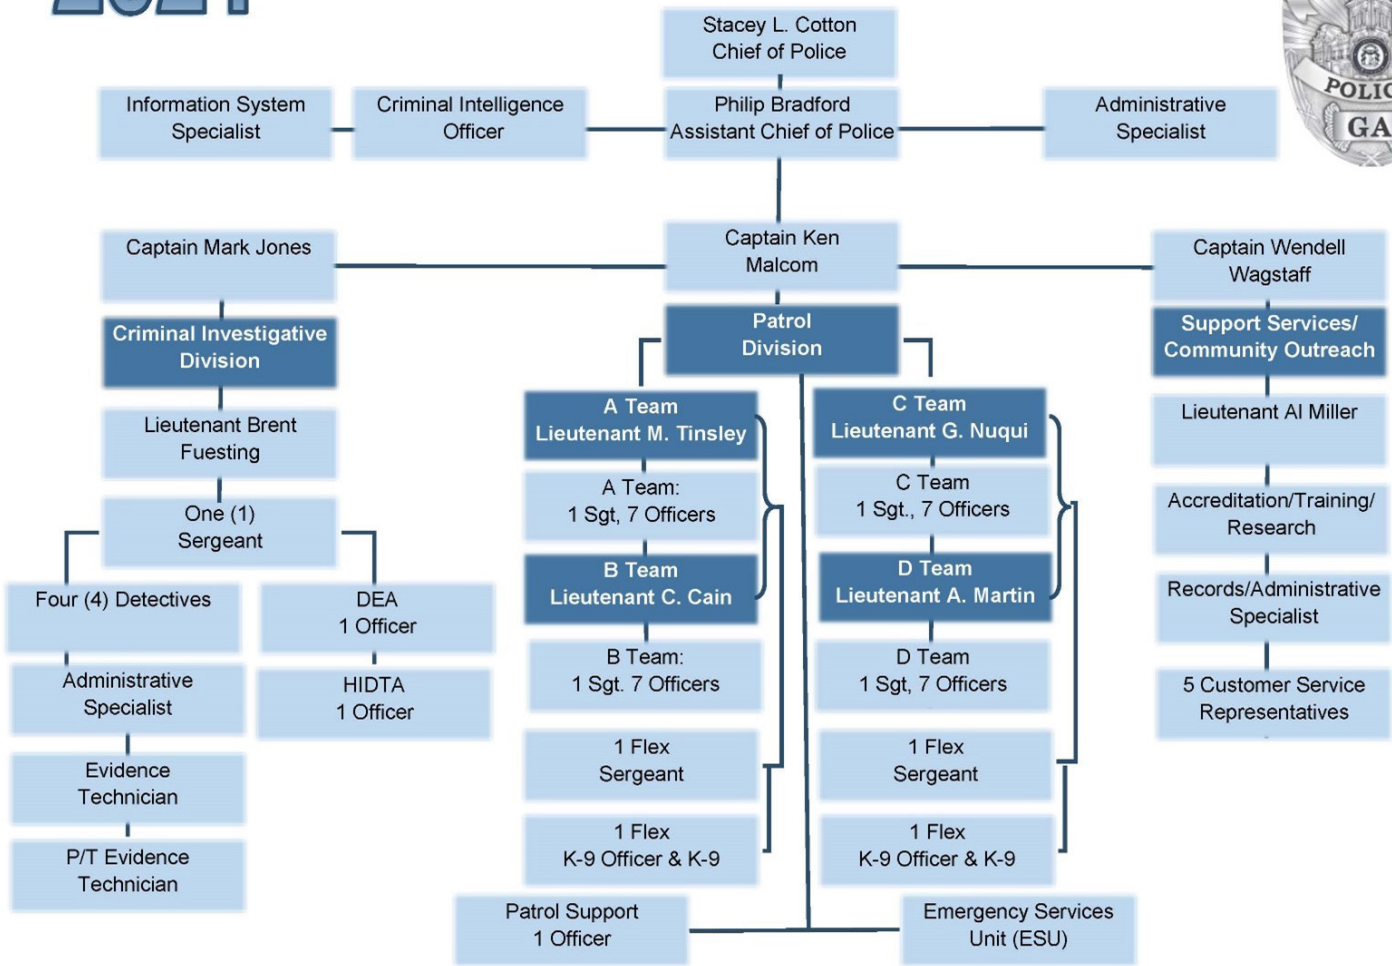 2021
Stacey L. Cotton
Chief of Police
Information System
Specialist
Criminal Intelligence
Officer
Philip Bradford
Assistant Chief of Police
Administrative
Specialist
GA
Captain Mark Jones
Captain Ken
Malcom
Captain Wendell
Wagstaff
Criminal Investigative
Division
Patrol
Division
Support Services/
Community Outreach
Lieutenant Brent
Fuesting
A Team
Lieutenant M. Tinsley
C Team
Lieutenant G. Nuqui
Lieutenant Al Miller
One (1)
Sergeant
A Team:
1 Sgt, 7 Officers
C Team
1 Sgt., 7 Officers
Accreditation/Training/
Research
Four (4) Detectives
DEA
1 Officer
B Team
Lieutenant C. Cain
D Team
Lieutenant A. Martin
Records/Administrative
Specialist
Administrative
Specialist
HIDTA
1 Officer
B Team:
1 Sgt. 7 Officers
D Team
1 Sgt, 7 Officers
5 Customer Service
Representatives
Evidence
Technician
1 Flex
Sergeant
1 Flex
Sergeant
P/T Evidence
Technician
1 Flex
K-9 Officer & K-9
1 Flex
K-9 Officer & K-9
Patrol Support
1 Officer
Emergency Services
Unit (ESU)